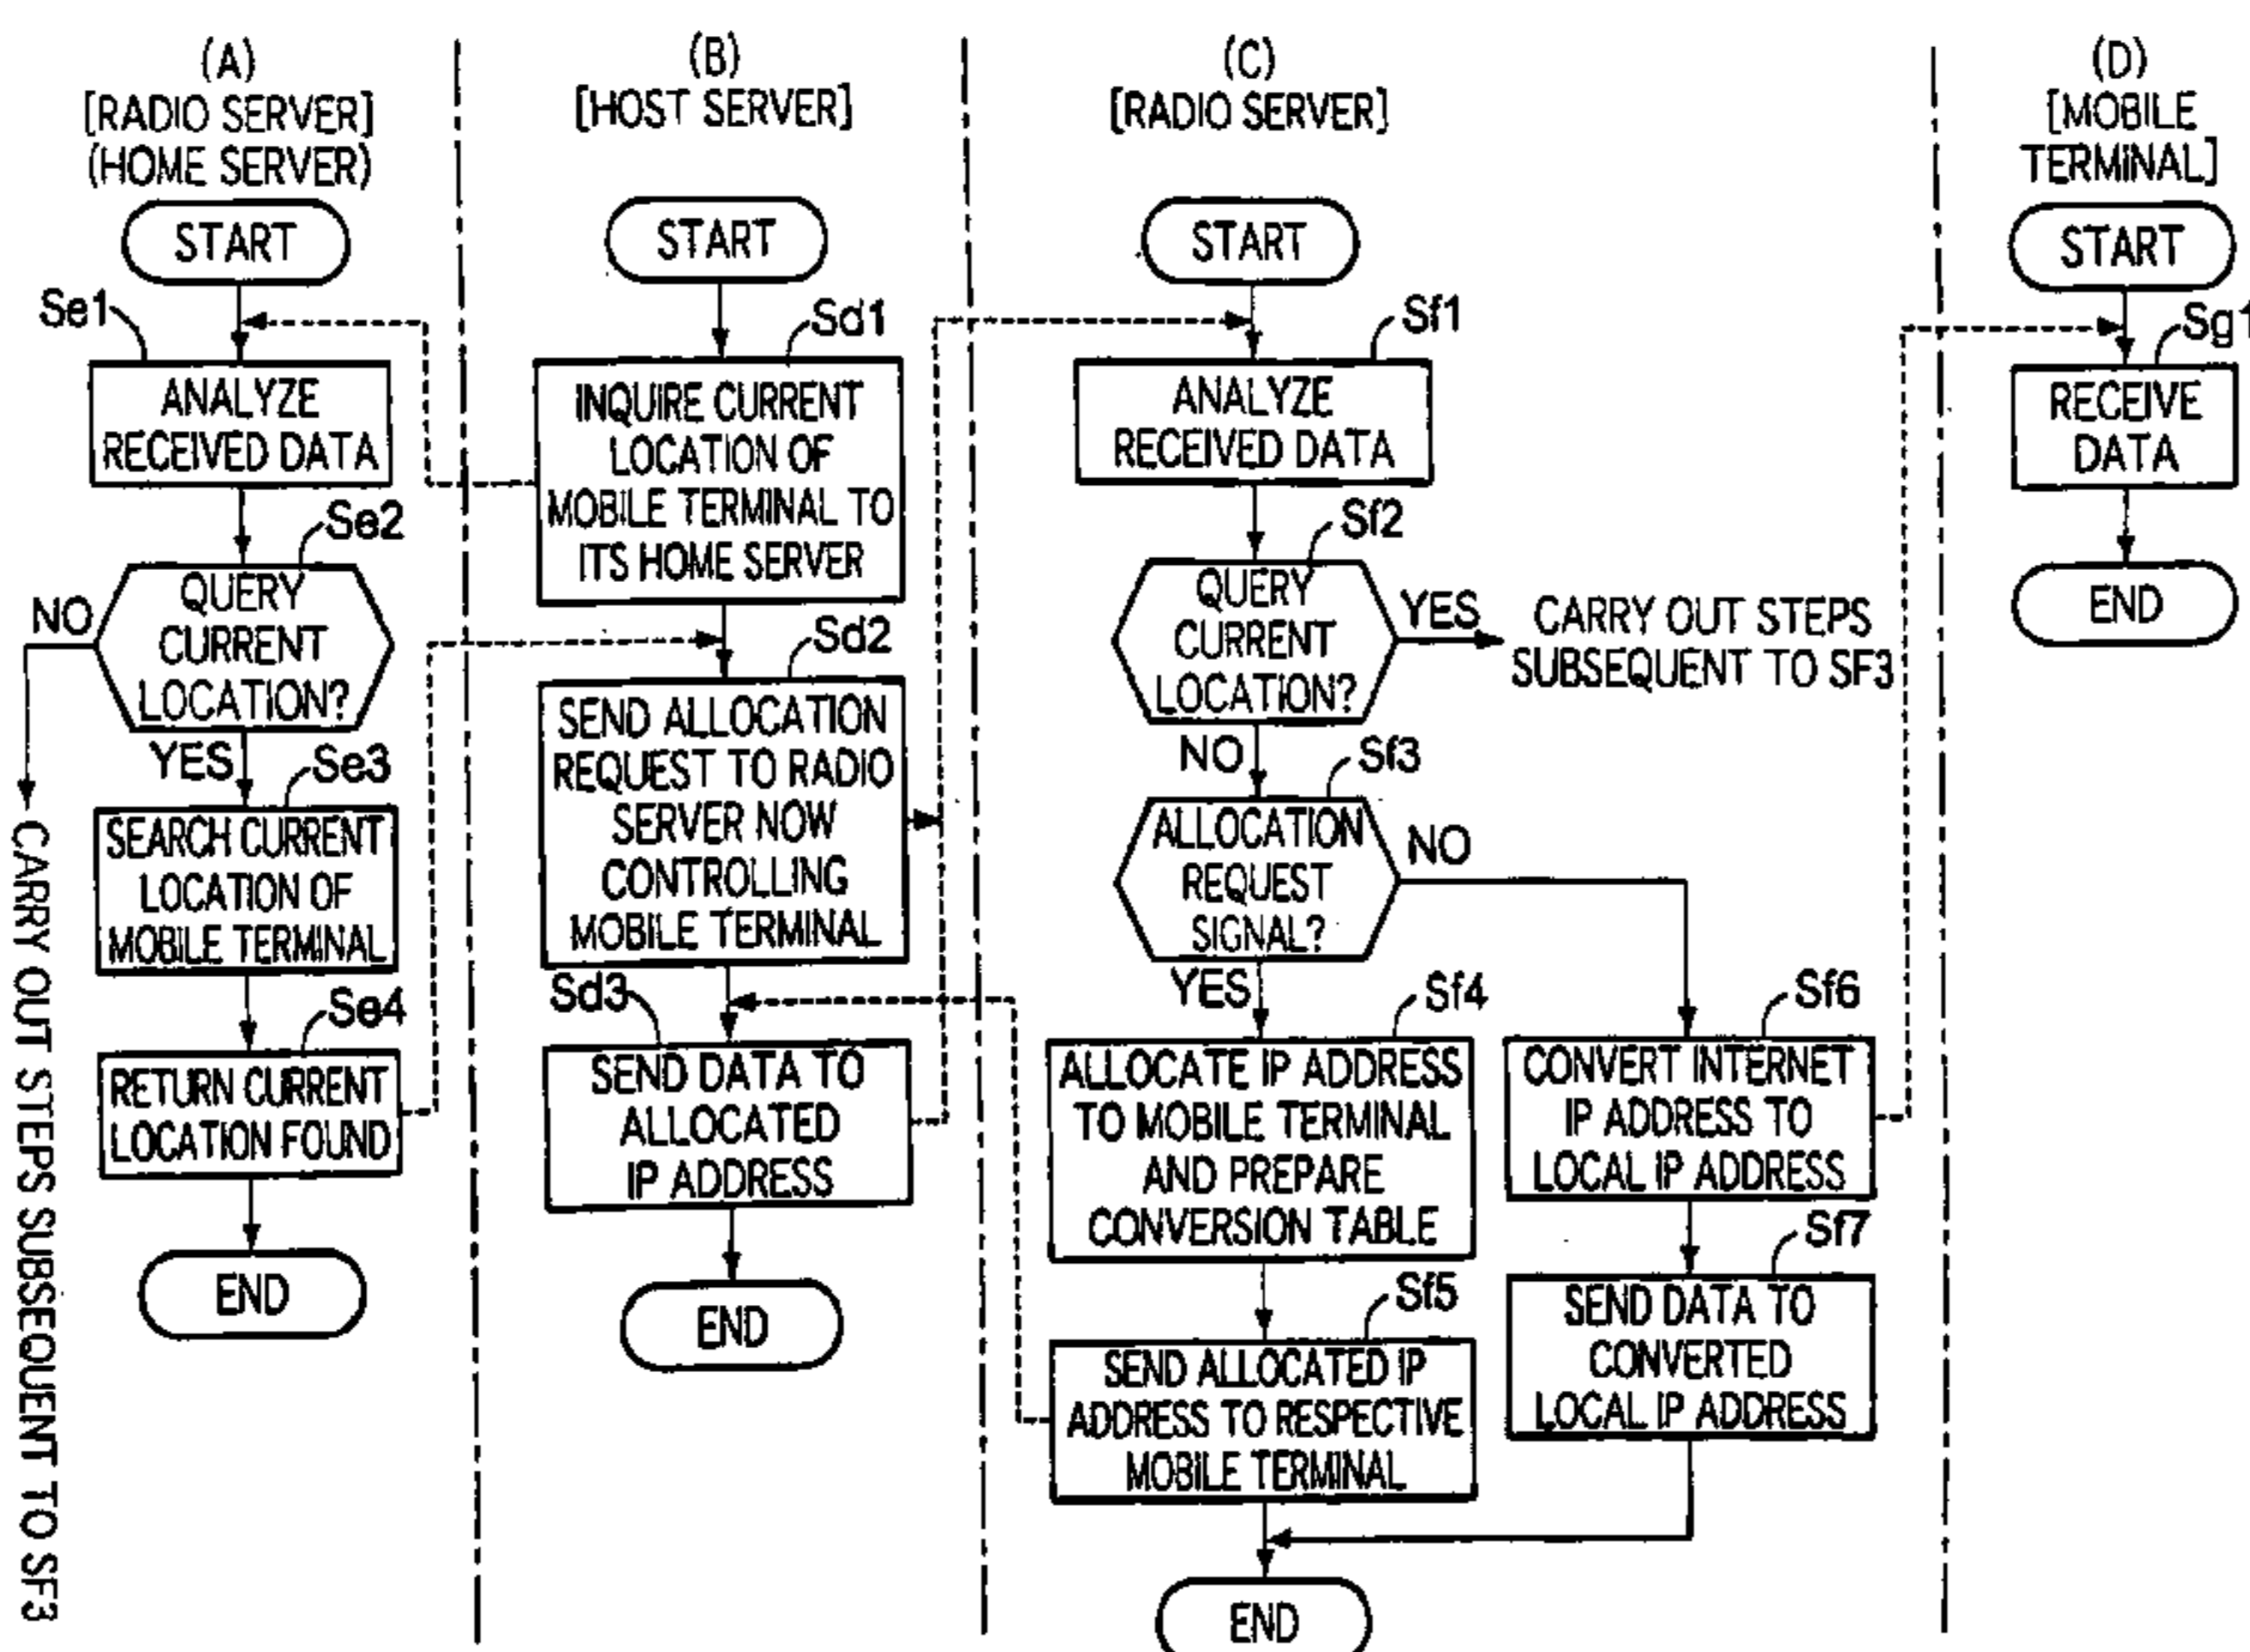 (A)
[RADIO SERVER]
(HOME SERVER)
START
Se1
ANALYZE
RECEIVED DATA
Se2
QUERY
CURRENT
LOCATION?
NO
YES
CARRY OUT STEPS SUBSEQUENT TO SF3
Se3
SEARCH CURRENT
LOCATION OF
MOBILE TERMINAL
Se4
RETURN CURRENT
LOCATION FOUND
END
(B)
[HOST SERVER]
START
Sd1
INQUIRE CURRENT
LOCATION OF
MOBILE TERMINAL TO
ITS HOME SERVER
Sd2
SEND ALLOCATION
REQUEST TO RADIO
SERVER NOW
CONTROLLING
MOBILE TERMINAL
Sd3
SEND DATA TO
ALLOCATED
IP ADDRESS
END
(C)
[RADIO SERVER]
START
Sf1
ANALYZE
RECEIVED DATA
Sf2
QUERY
CURRENT
LOCATION?
YES
CARRY OUT STEPS
SUBSEQUENT TO SF3
NO
Sf3
ALLOCATION
REQUEST
SIGNAL?
NO
YES
Sf4
ALLOCATE IP ADDRESS
TO MOBILE TERMINAL
AND PREPARE
CONVERSION TABLE
Sf5
SEND ALLOCATED IP
ADDRESS TO RESPECTIVE
MOBILE TERMINAL
Sf6
CONVERT INTERNET
IP ADDRESS TO
LOCAL IP ADDRESS
Sf7
SEND DATA TO
CONVERTED
LOCAL IP ADDRESS
END
(D)
[MOBILE
TERMINAL]
START
Sg1
RECEIVE
DATA
END